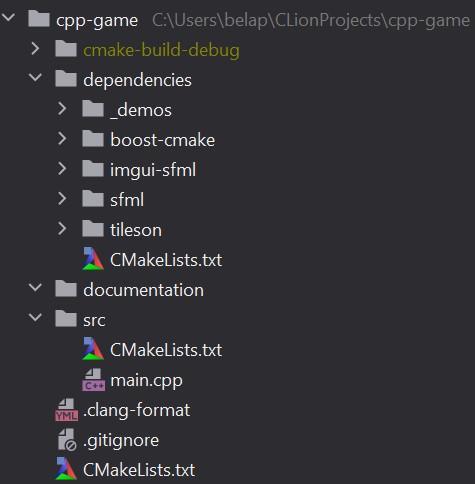 cpp-game C:\Users\belap\CLionProjects\cpp-game
cmake-build-debug
dependencies
_demos
boost-cmake
imgui-sfml
sfml
tileson
CMakeLists.txt
documentation
src
CMakeLists.txt
C++ main.cpp
YML .clang-format
.gitignore
CMakeLists.txt